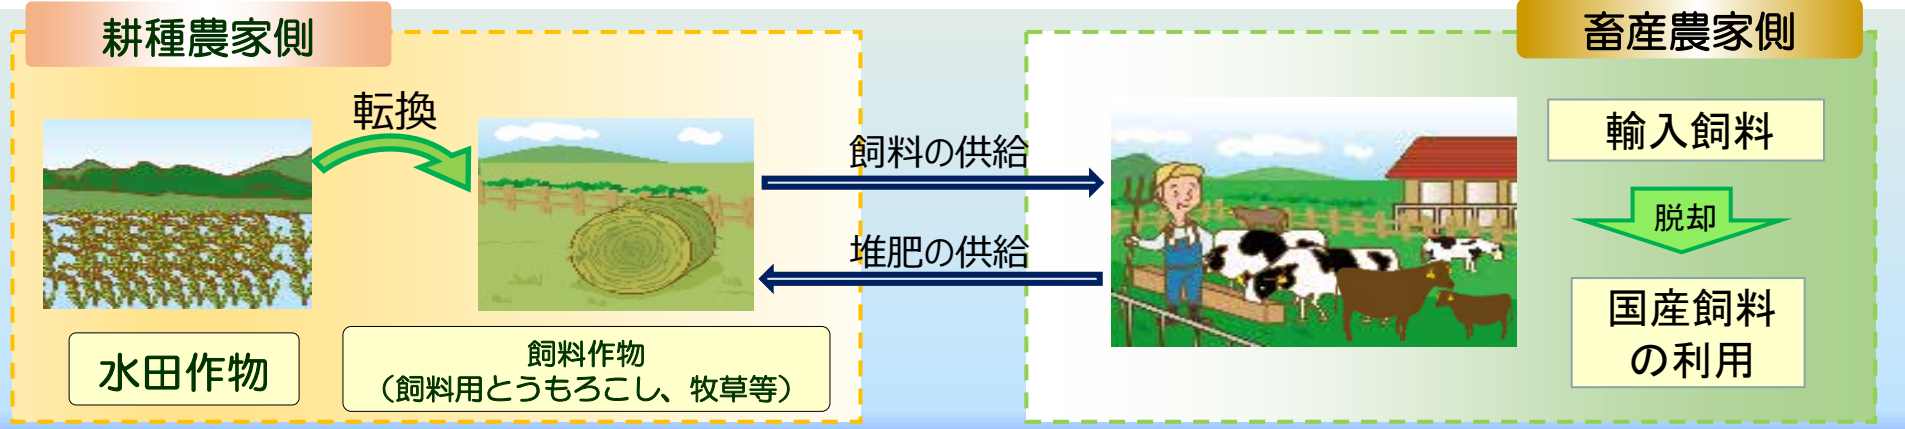 耕種農家側
転換
水田作物
飼料作物
（飼料用とうもろこし、牧草等）
飼料の供給
堆肥の供給
畜産農家側
輸入飼料
脱却
国産飼料
の利用